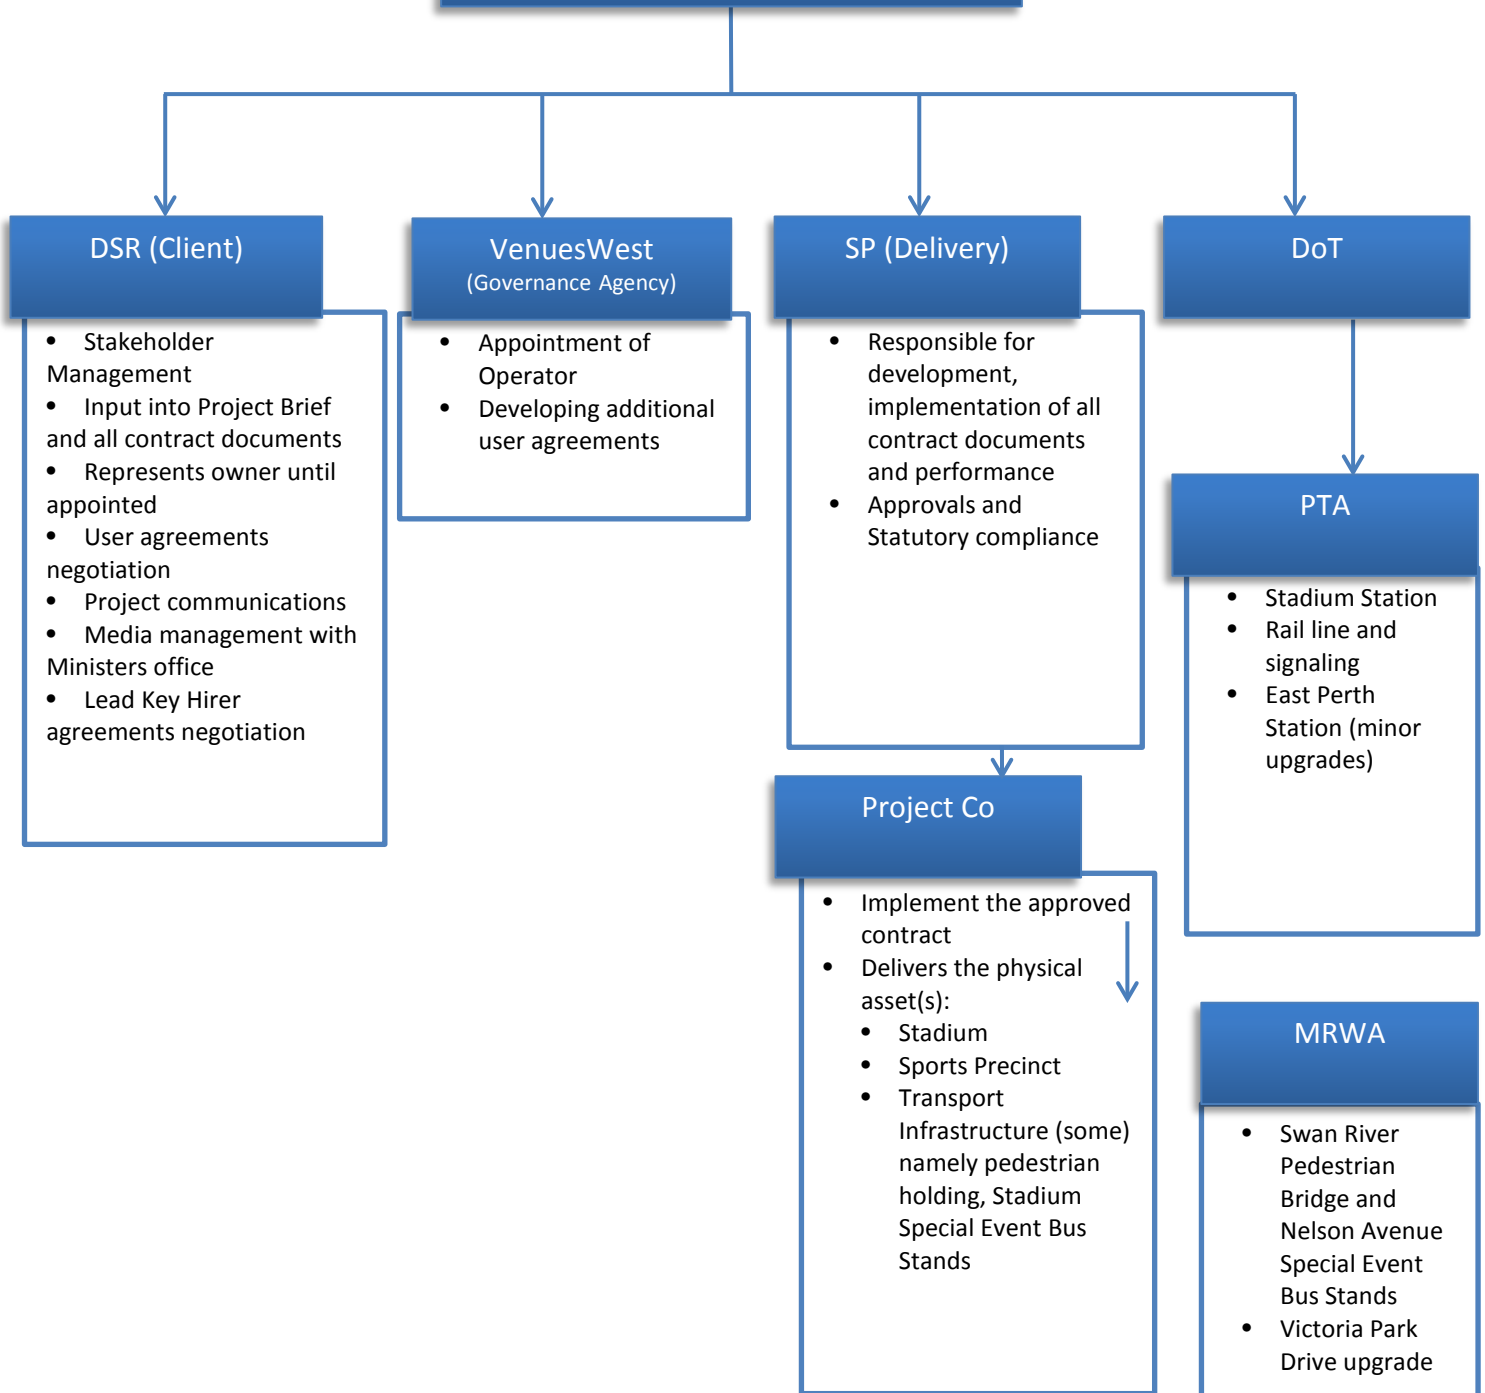 DSR (Client)
• Stakeholder
Management
• Input into Project Brief
and all contract documents
• Represents owner until
appointed
• User agreements
negotiation
• Project communications
• Media management with
Ministers office
• Lead Key Hirer
agreements negotiation
VenuesWest
(Governance Agency)
• Appointment of
Operator
• Developing additional
user agreements
SP (Delivery)
• Responsible for
development,
implementation of all
contract documents
and performance
• Approvals and
Statutory compliance
Project Co
• Implement the approved
contract
• Delivers the physical
asset(s):
• Stadium
• Sports Precinct
• Transport
Infrastructure (some)
namely pedestrian
holding, Stadium
Special Event Bus
Stands
DoT
PTA
• Stadium Station
• Rail line and
signaling
• East Perth
Station (minor
upgrades)
MRWA
• Swan River
Pedestrian
Bridge and
Nelson Avenue
Special Event
Bus Stands
• Victoria Park
Drive upgrade